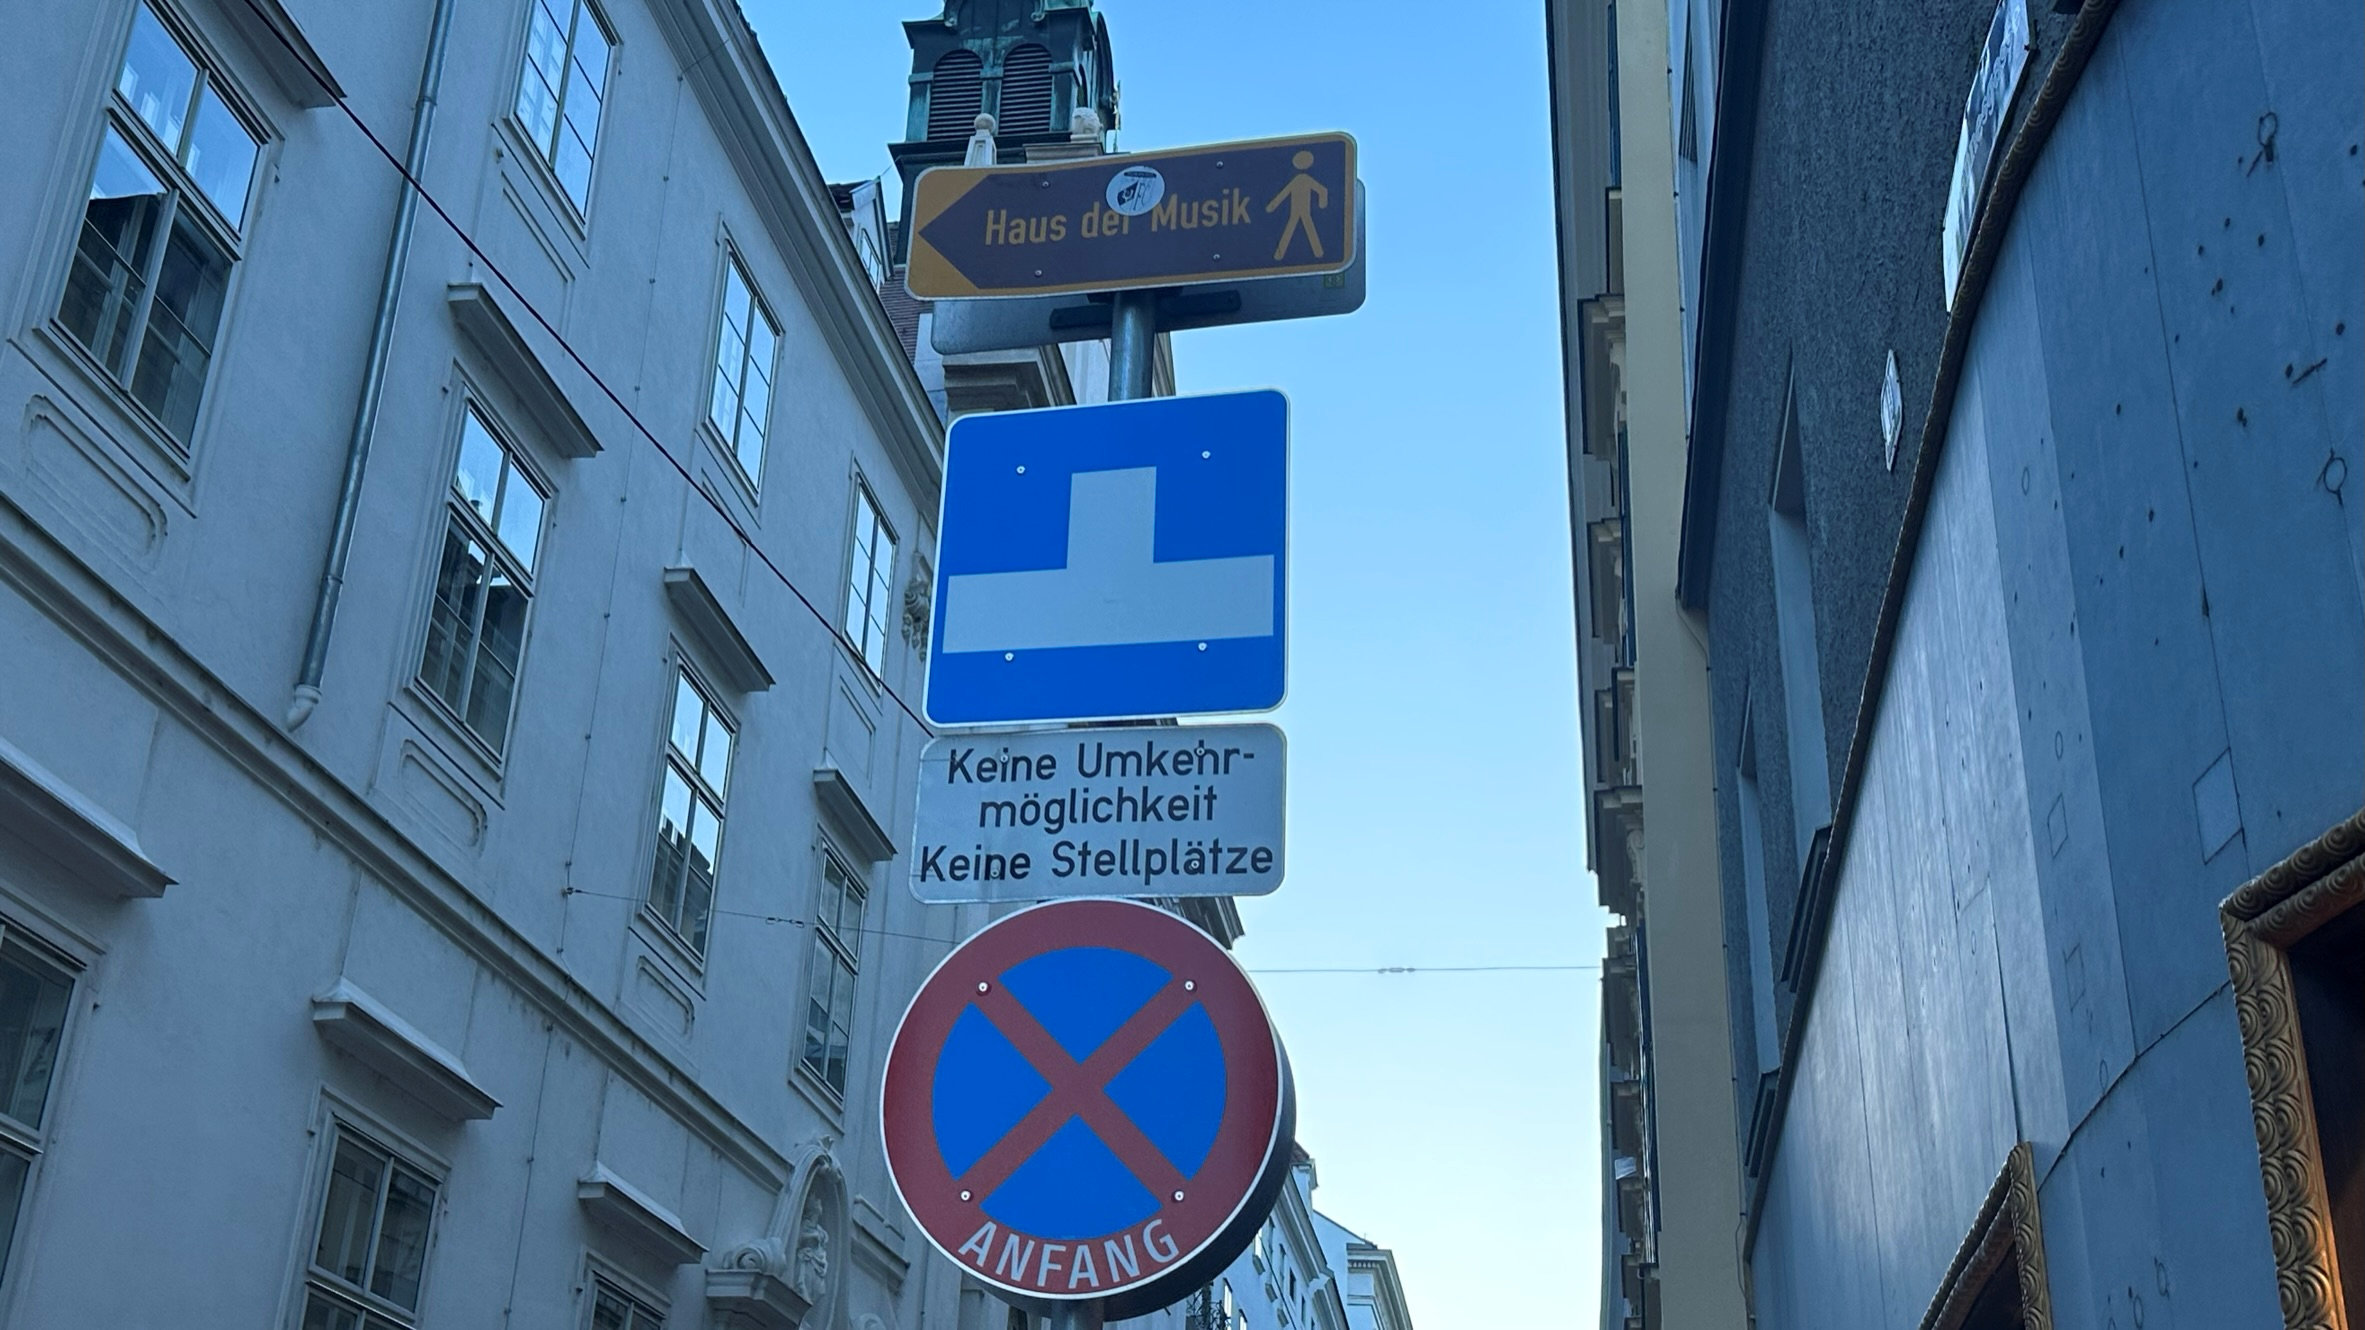 Haus der Musik
Keine Umkehr-
möglichkeit
Keine Stellplätze
ANFANG